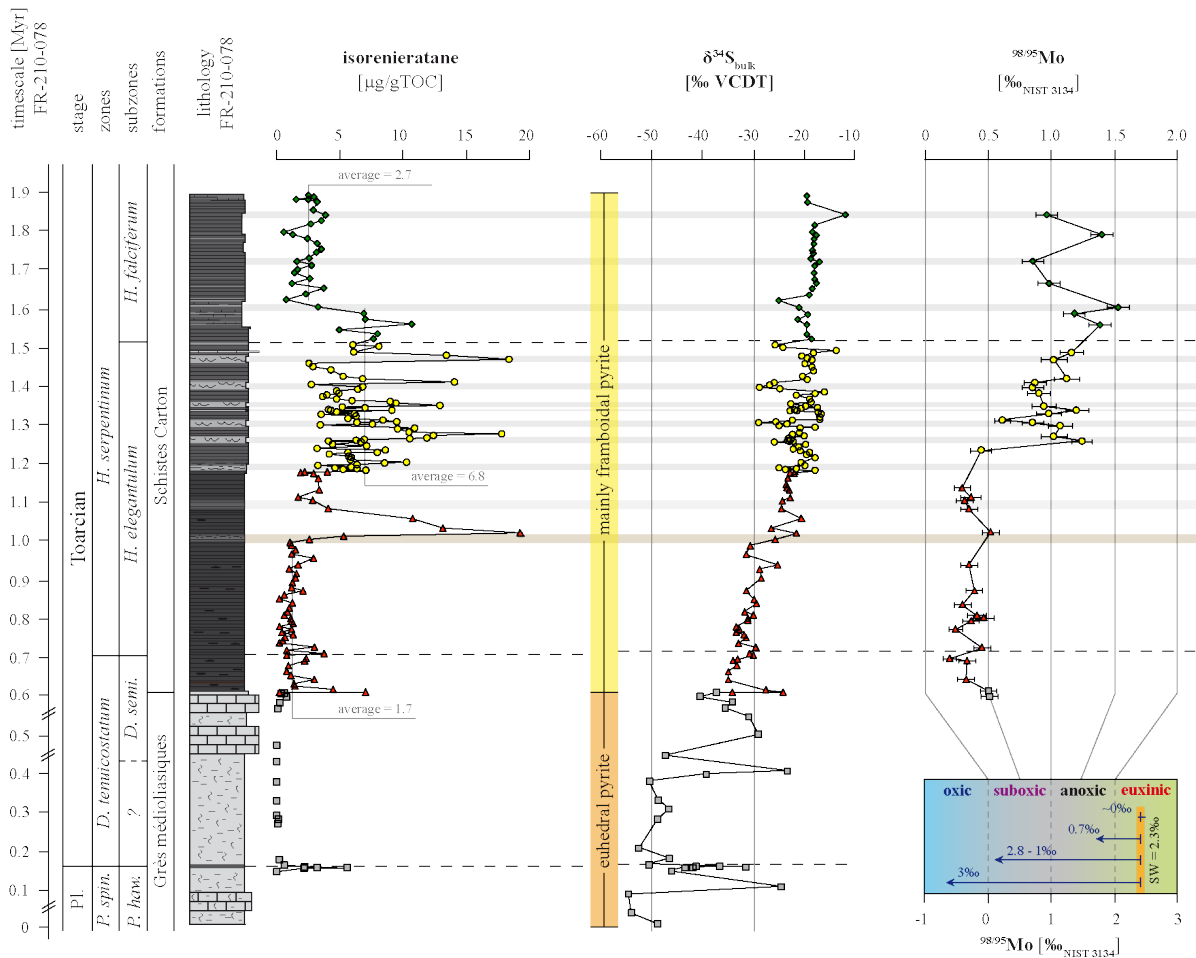 timescale [Myr]
FR-210-078
stage
zones
subzones
formations
lithology
FR-210-078
isorenieratane
[µg/gTOC]
δ34Sbulk
[‰ VCDT]
98/95Mo
[‰NIST 3134]
0 5 10 15 20
-60 -50 -40 -30 -20 -10
0 0.5 1.0 1.5 2.0
1.9
1.8
1.7
1.6
1.5
1.4
1.3
1.2
1.1
1.0
0.9
0.8
0.7
0.6
0.5
0.4
0.3
0.2
0.1
0
Toarcian
Pl.
H. serpentinum
D. tenuicostatum
P. spin.
H. falciferum
H. elegantulum
D. semi.
?
P. haw.
Schistes Carton
Grès médioliasiques
average = 2.7
average = 6.8
average = 1.7
mainly framboidal pyrite
euhedral pyrite
oxic suboxic anoxic euxinic
~0‰
0.7‰
2.8 - 1‰
3‰
SW = 2.3‰
-1 0 1.0 2.0 3.0
98/95Mo [‰NIST 3134]